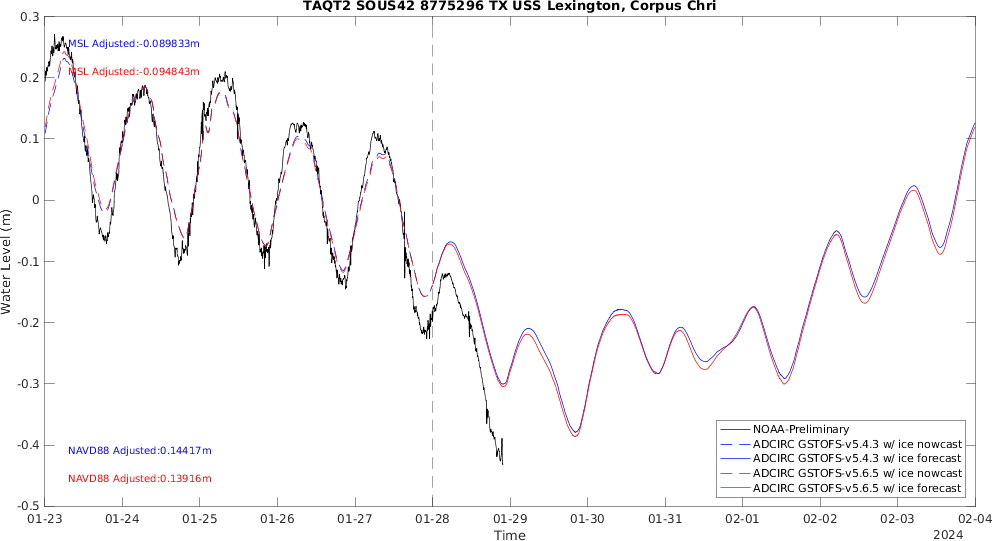 TAQT2 SOUS42 8775296 TX USS Lexington, Corpus Chri
MSL Adjusted:-0.089833m
MSL Adjusted:-0.094843m
NAVD88 Adjusted:0.14417m
NAVD88 Adjusted:0.13916m
Water Level (m)
0.3
0.2
0.1
0
-0.1
-0.2
-0.3
-0.4
-0.5
NOAA-Preliminary
ADCIRC GSTOFS-v5.4.3 w/ ice nowcast
ADCIRC GSTOFS-v5.4.3 w/ ice forecast
ADCIRC GSTOFS-v5.6.5 w/ ice nowcast
ADCIRC GSTOFS-v5.6.5 w/ ice forecast
01-23 01-24 01-25 01-26 01-27 01-28 01-29 01-30 01-31 02-01 02-02 02-03 02-04
Time
2024